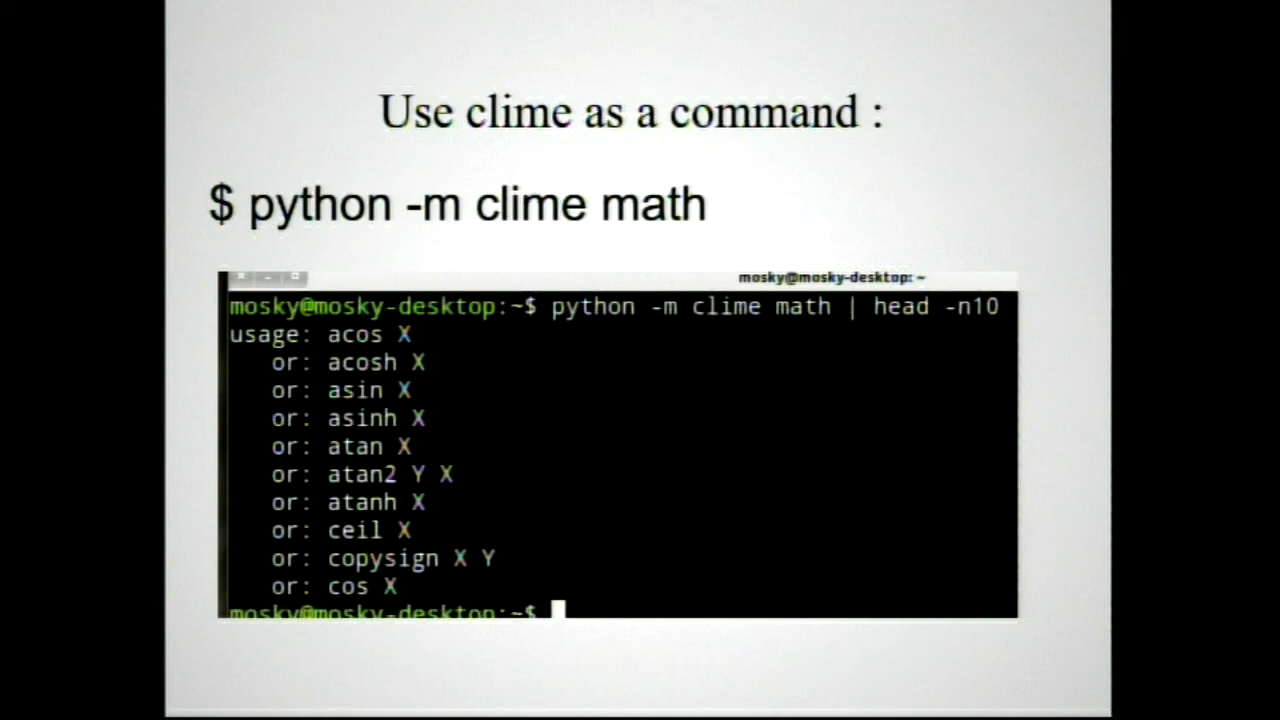 Use clime as a command :
$ python -m clime math
mosky@mosky-desktop: ~
mosky@mosky-desktop:~$ python -m clime math | head -n10
usage: acos X
or: acosh X
or: asin X
or: asinh X
or: atan X
or: atan2 Y X
or: atanh X
or: ceil X
or: copysign X Y
or: cos X
mosky@mosky-desktop:~$